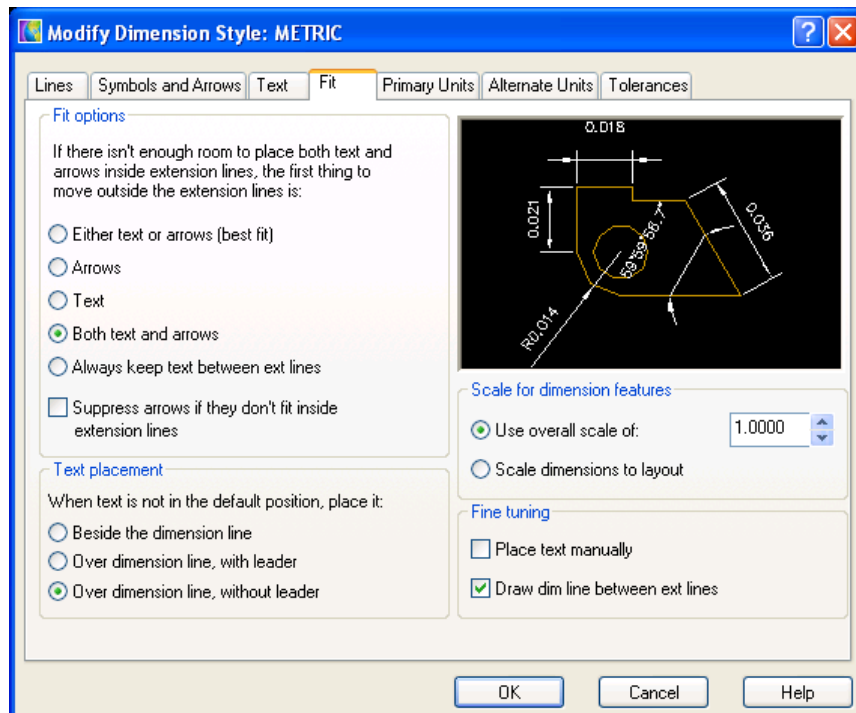 Modify Dimension Style: METRIC
Lines
Symbols and Arrows
Text
Fit
Primary Units
Alternate Units
Tolerances
Fit options
If there isn't enough room to place both text and
arrows inside extension lines, the first thing to
move outside the extension lines is:
Either text or arrows (best fit)
Arrows
Text
Both text and arrows
Always keep text between ext lines
Suppress arrows if they don't fit inside
extension lines
Text placement
When text is not in the default position, place it:
Beside the dimension line
Over dimension line, with leader
Over dimension line, without leader
0.018
0.021
59°59'56.7"
0.036
R0.014
Scale for dimension features
Use overall scale of:
1.0000
Scale dimensions to layout
Fine tuning
Place text manually
Draw dim line between ext lines
OK
Cancel
Help